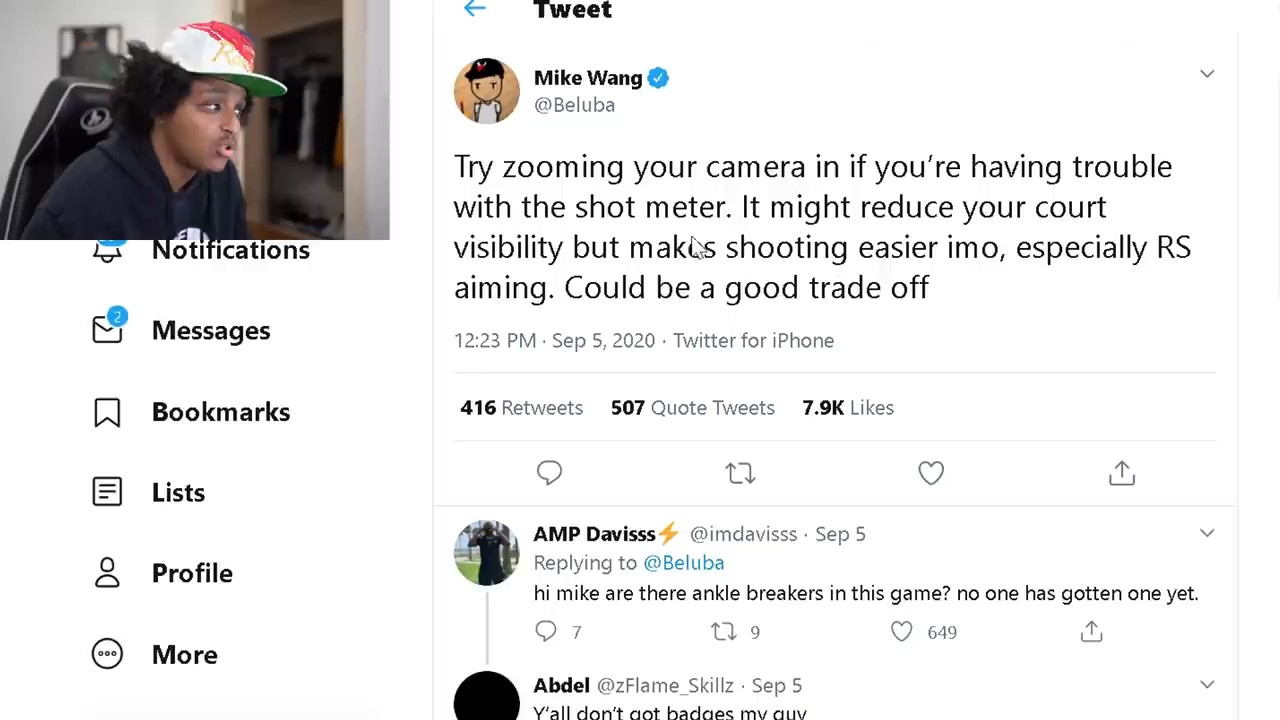 Tweet
Mike Wang
@Beluba
Try zooming your camera in if you’re having trouble
with the shot meter. It might reduce your court
visibility but makes shooting easier imo, especially RS
aiming. Could be a good trade off
12:23 PM · Sep 5, 2020 · Twitter for iPhone
416 Retweets 507 Quote Tweets 7.9K Likes
Notifications
2
Messages
Bookmarks
Lists
Profile
More
AMP Davisss⚡ @imdavisss · Sep 5
Replying to @Beluba
hi mike are there ankle breakers in this game? no one has gotten one yet.
7 9 649
Abdel @zFlame_Skillz · Sep 5
Y'all don't got badges my guy